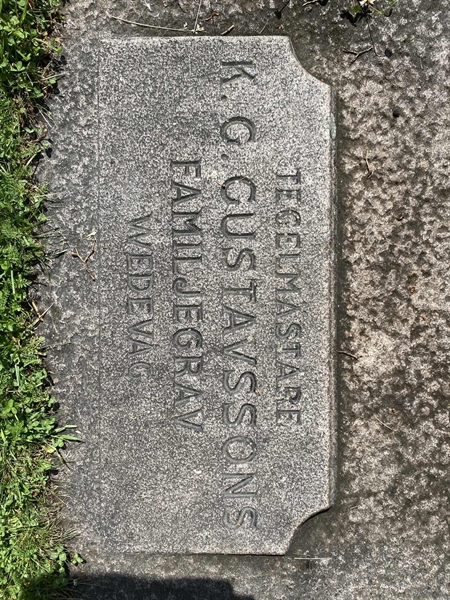 TEGELMÄSTARE
K. G. GUSTAVSSONS
FAMILJEGRAV
WEDEVÅG